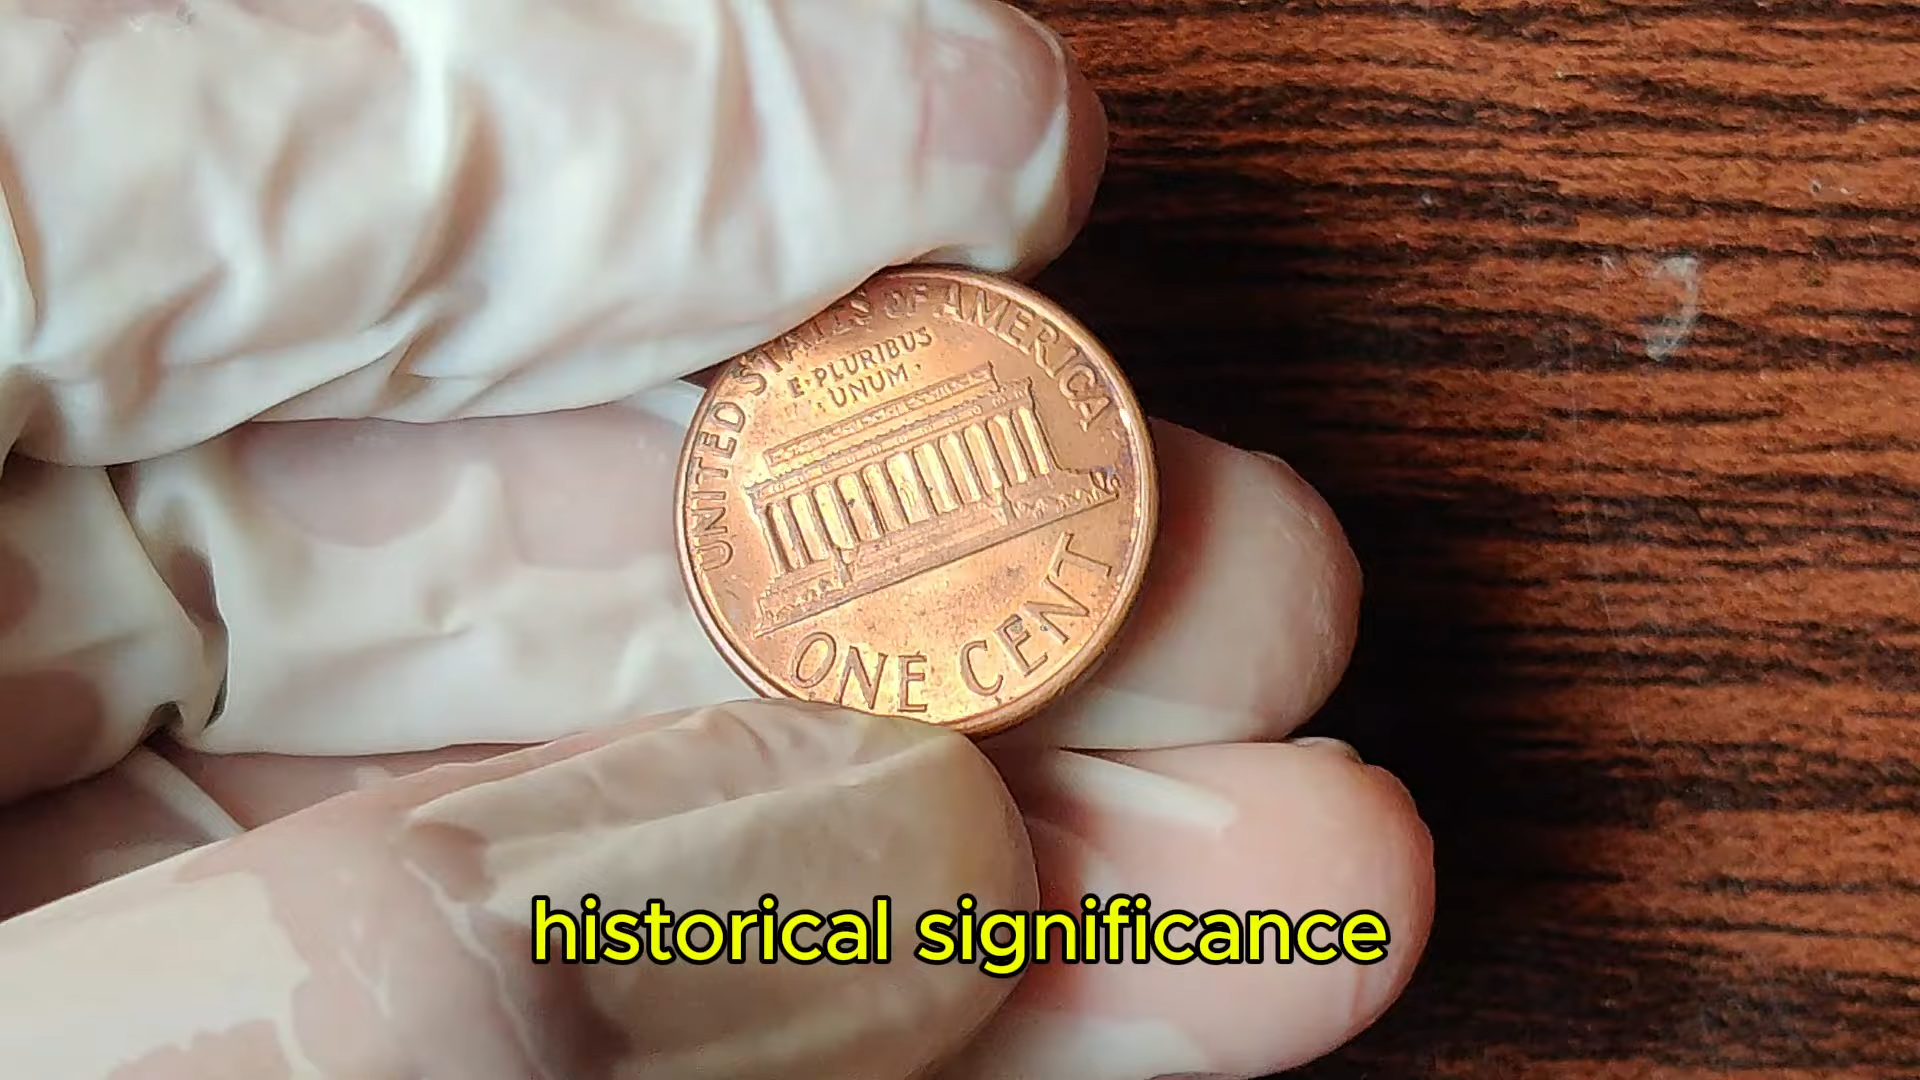 UNITED STATES OF AMERICA
E·PLURIBUS
·UNUM·
ONE CENT
historical significance